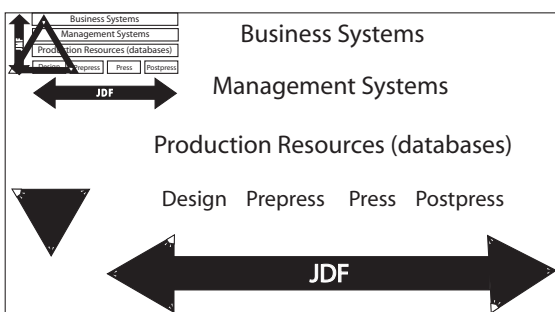 Business Systems
Management Systems
Production Resources (databases)
Design Prepress Press Postpress
JDF
Business Systems
Management Systems
Production Resources (databases)
Design Prepress Press Postpress
JDF